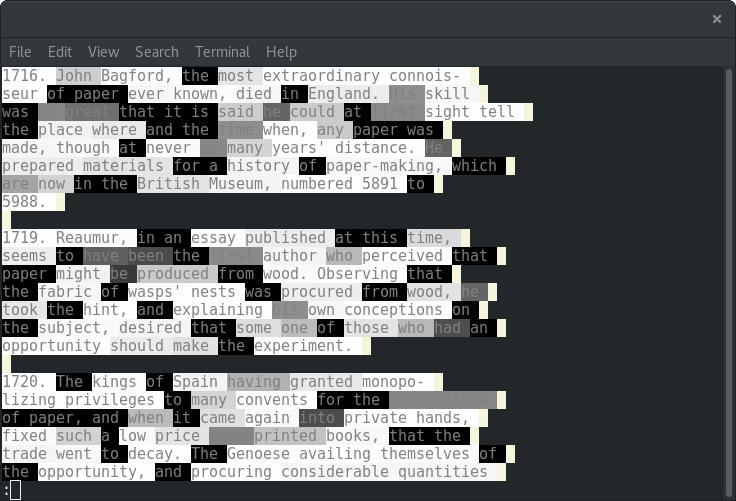 File Edit View Search Terminal Help
1716. John Bagford, the most extraordinary connois-
seur of paper ever known, died in England. His skill
was so great that it is said he could at first sight tell
the place where and the time when, any paper was
made, though at never so many years' distance. He
prepared materials for a history of paper-making, which
are now in the British Museum, numbered 5891 to
5988.
1719. Reaumur, in an essay published at this time,
seems to have been the first author who perceived that
paper might be produced from wood. Observing that
the fabric of wasps' nests was procured from wood, he
took the hint, and explaining his own conceptions on
the subject, desired that some one of those who had an
opportunity should make the experiment.
1720. The kings of Spain having granted monopo-
lizing privileges to many convents for the manufacture
of paper, and when it came again into private hands,
fixed such a low price printed books, that the
trade went to decay. The Genoese availing themselves of
the opportunity, and procuring considerable quantities
: